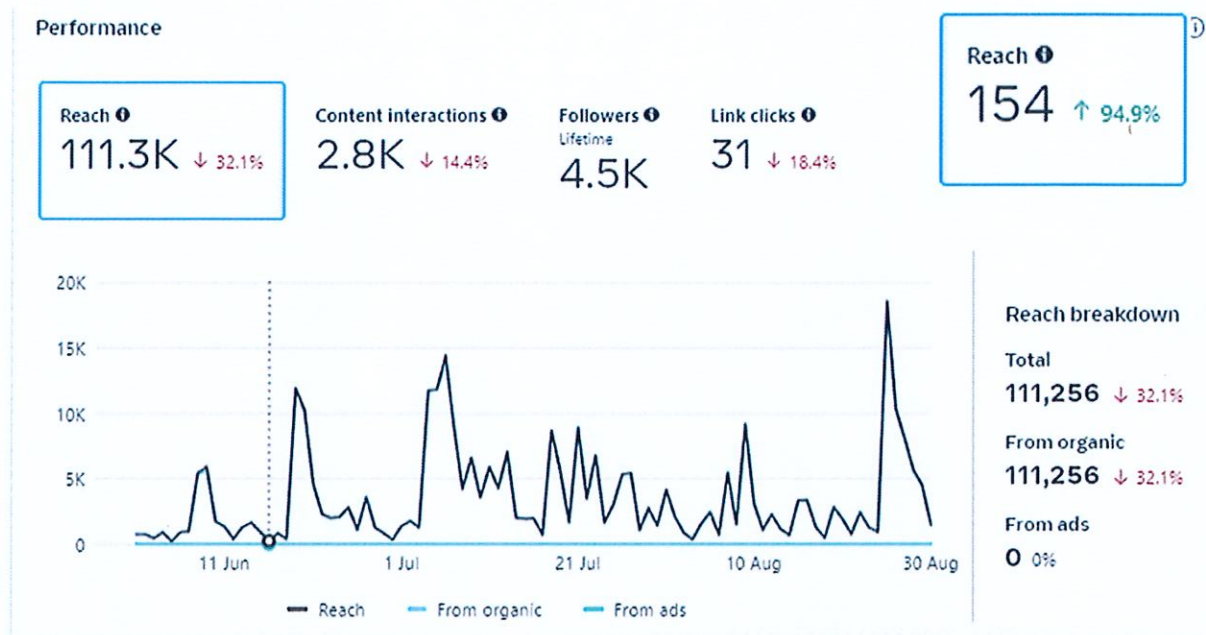 Performance
Reach
154 ↑ 94.9%
Reach
111.3K ↓ 32.1%
Content interactions
2.8K ↓ 14.4%
Followers
Lifetime
4.5K
Link clicks
31 ↓ 18.4%
20K
15K
10K
5K
0
11 Jun 1 Jul 21 Jul 10 Aug 30 Aug
Reach From organic From ads
Reach breakdown
Total
111,256 ↓ 32.1%
From organic
111,256 ↓ 32.1%
From ads
0 0%